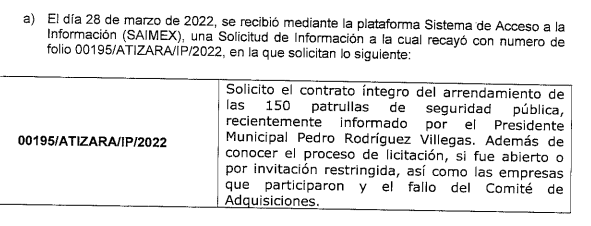 a) El día 28 de marzo de 2022, se recibió mediante la plataforma Sistema de Acceso a la
Información (SAIMEX), una Solicitud de Información a la cual recayó con numero de
folio 00195/ATIZARA/IP/2022, en la que solicitan lo siguiente:
00195/ATIZARA/IP/2022
Solicito el contrato íntegro del arrendamiento de
las 150 patrullas de seguridad pública,
recientemente informado por el Presidente
Municipal Pedro Rodríguez Villegas. Además de
conocer el proceso de licitación, si fue abierto o
por invitación restringida, así como las empresas
que participaron y el fallo del Comité de
Adquisiciones.